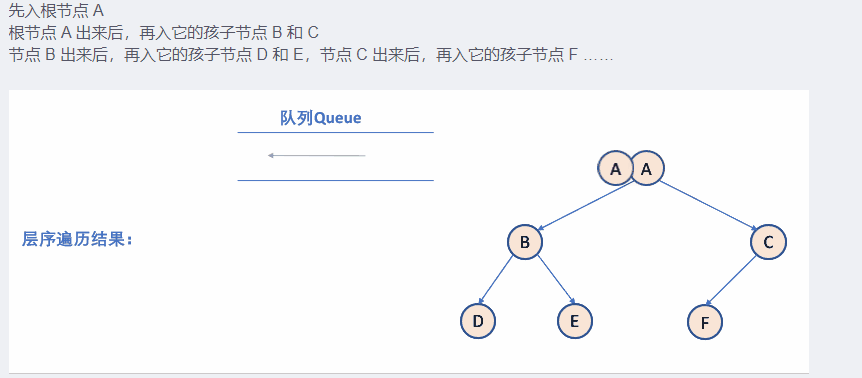 先入根节点 A
根节点 A 出来后，再入它的孩子节点 B 和 C
节点 B 出来后，再入它的孩子节点 D 和 E，节点 C 出来后，再入它的孩子节点 F ……
队列Queue
A A
层序遍历结果：
B C
D E F